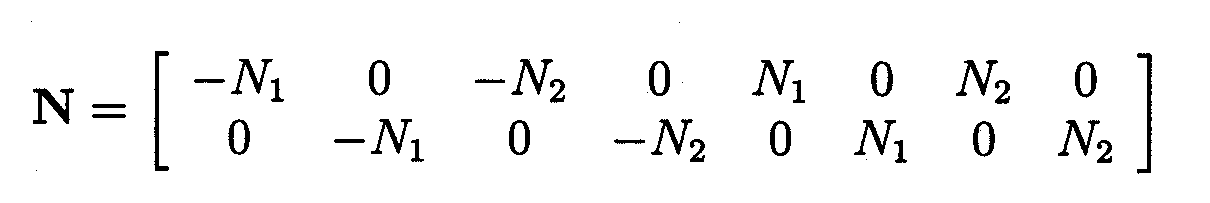 N = [ −N₁ 0 −N₂ 0 N₁ 0 N₂ 0
0 −N₁ 0 −N₂ 0 N₁ 0 N₂ ]